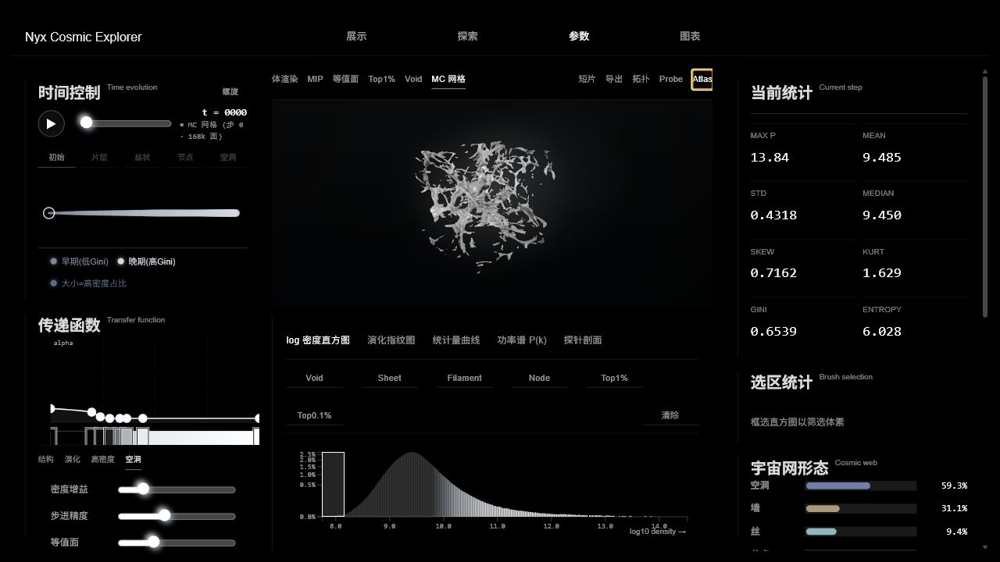 Nyx Cosmic Explorer
展示
探索
参数
图表
时间控制 Time evolution
螺旋
t = 0000
• MC 网格 (步 0
· 168k 面)
初始 片层 丝状 节点 空洞
早期(低Gini) 晚期(高Gini)
大小=高密度占比
传递函数 Transfer function
alpha
结构 演化 高密度 空洞
密度增益
步进精度
等值面
体渲染 MIP 等值面 Top1% Void MC 网格
短片 导出 拓扑 Probe Atlas
log 密度直方图 演化指纹图 统计量曲线 功率谱 P(k) 探针剖面
Void Sheet Filament Node Top1%
Top0.1% 清除
2.5%
2.0%
1.5%
1.0%
0.5%
0.0%
8.0 9.0 10.0 11.0 12.0 13.0 14.0
log10 density →
当前统计 Current step
MAX Ρ MEAN
13.84 9.485
STD MEDIAN
0.4318 9.450
SKEW KURT
0.7162 1.629
GINI ENTROPY
0.6539 6.028
选区统计 Brush selection
框选直方图以筛选体素
宇宙网形态 Cosmic web
空洞 59.3%
墙 31.1%
丝 9.4%